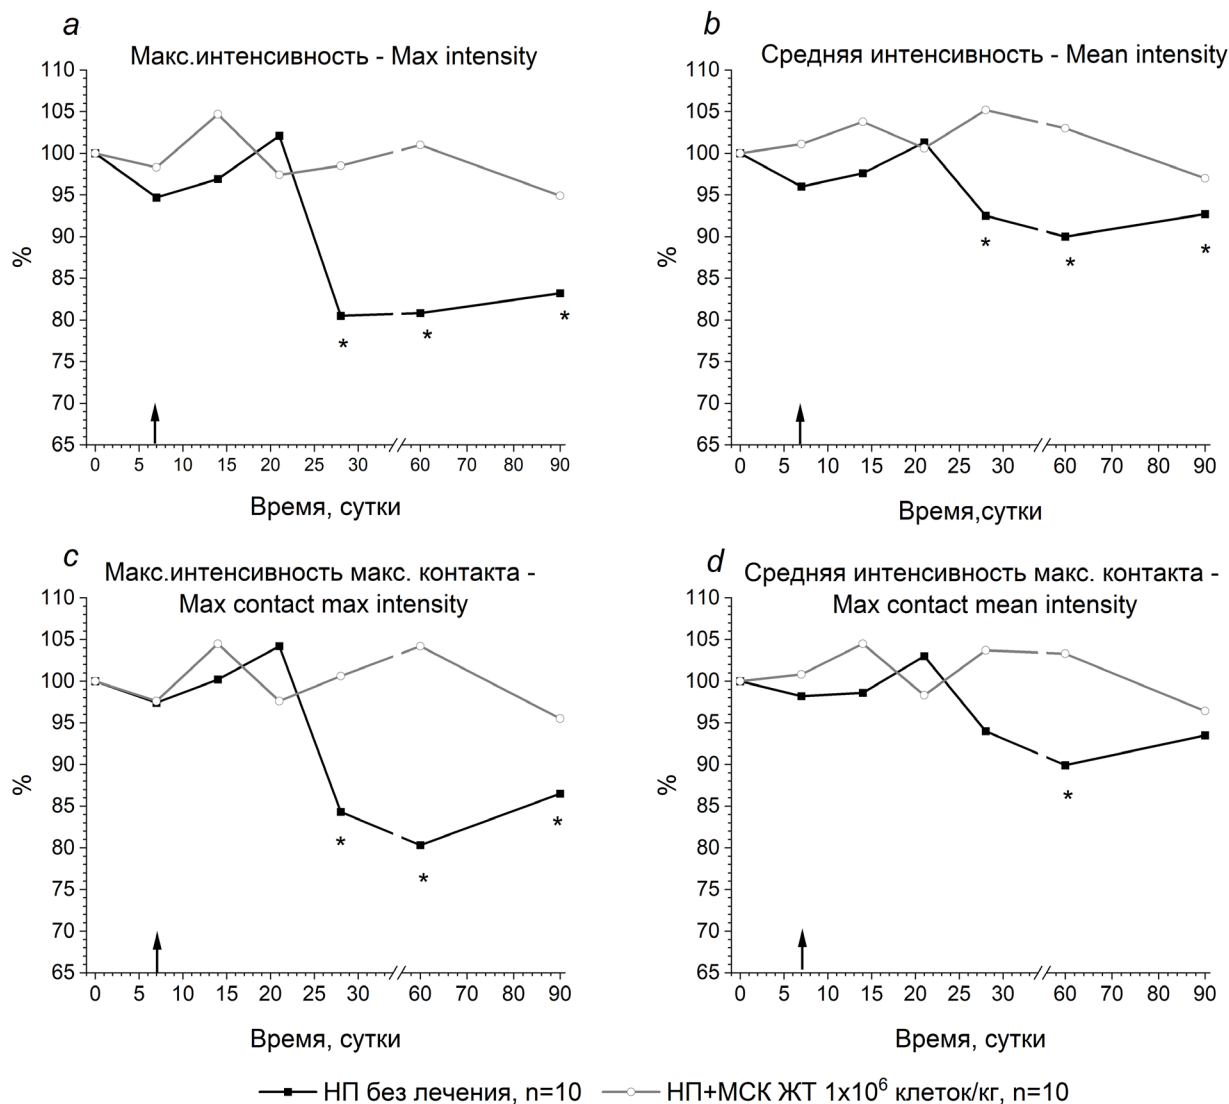 a
Макс.интенсивность - Max intensity
110
105
100
95
90
85
80
75
70
65
%
0 5 10 15 20 30 60 70 80 90
Время, сутки
b
Средняя интенсивность - Mean intensity
110
105
100
95
90
85
80
75
70
65
%
* * *
0 5 10 15 20 30 60 70 80 90
Время,сутки
* * *
c
Макс.интенсивность макс. контакта -
Max contact max intensity
110
105
100
95
90
85
80
75
70
65
%
* * *
0 5 10 15 20 30 60 70 80 90
Время, сутки
d
Средняя интенсивность макс. контакта -
Max contact mean intensity
110
105
100
95
90
85
80
75
70
65
%
*
0 5 10 15 20 30 60 70 80 90
Время, сутки
НП без лечения, n=10
НП+МСК ЖТ 1x10⁶ клеток/кг, n=10